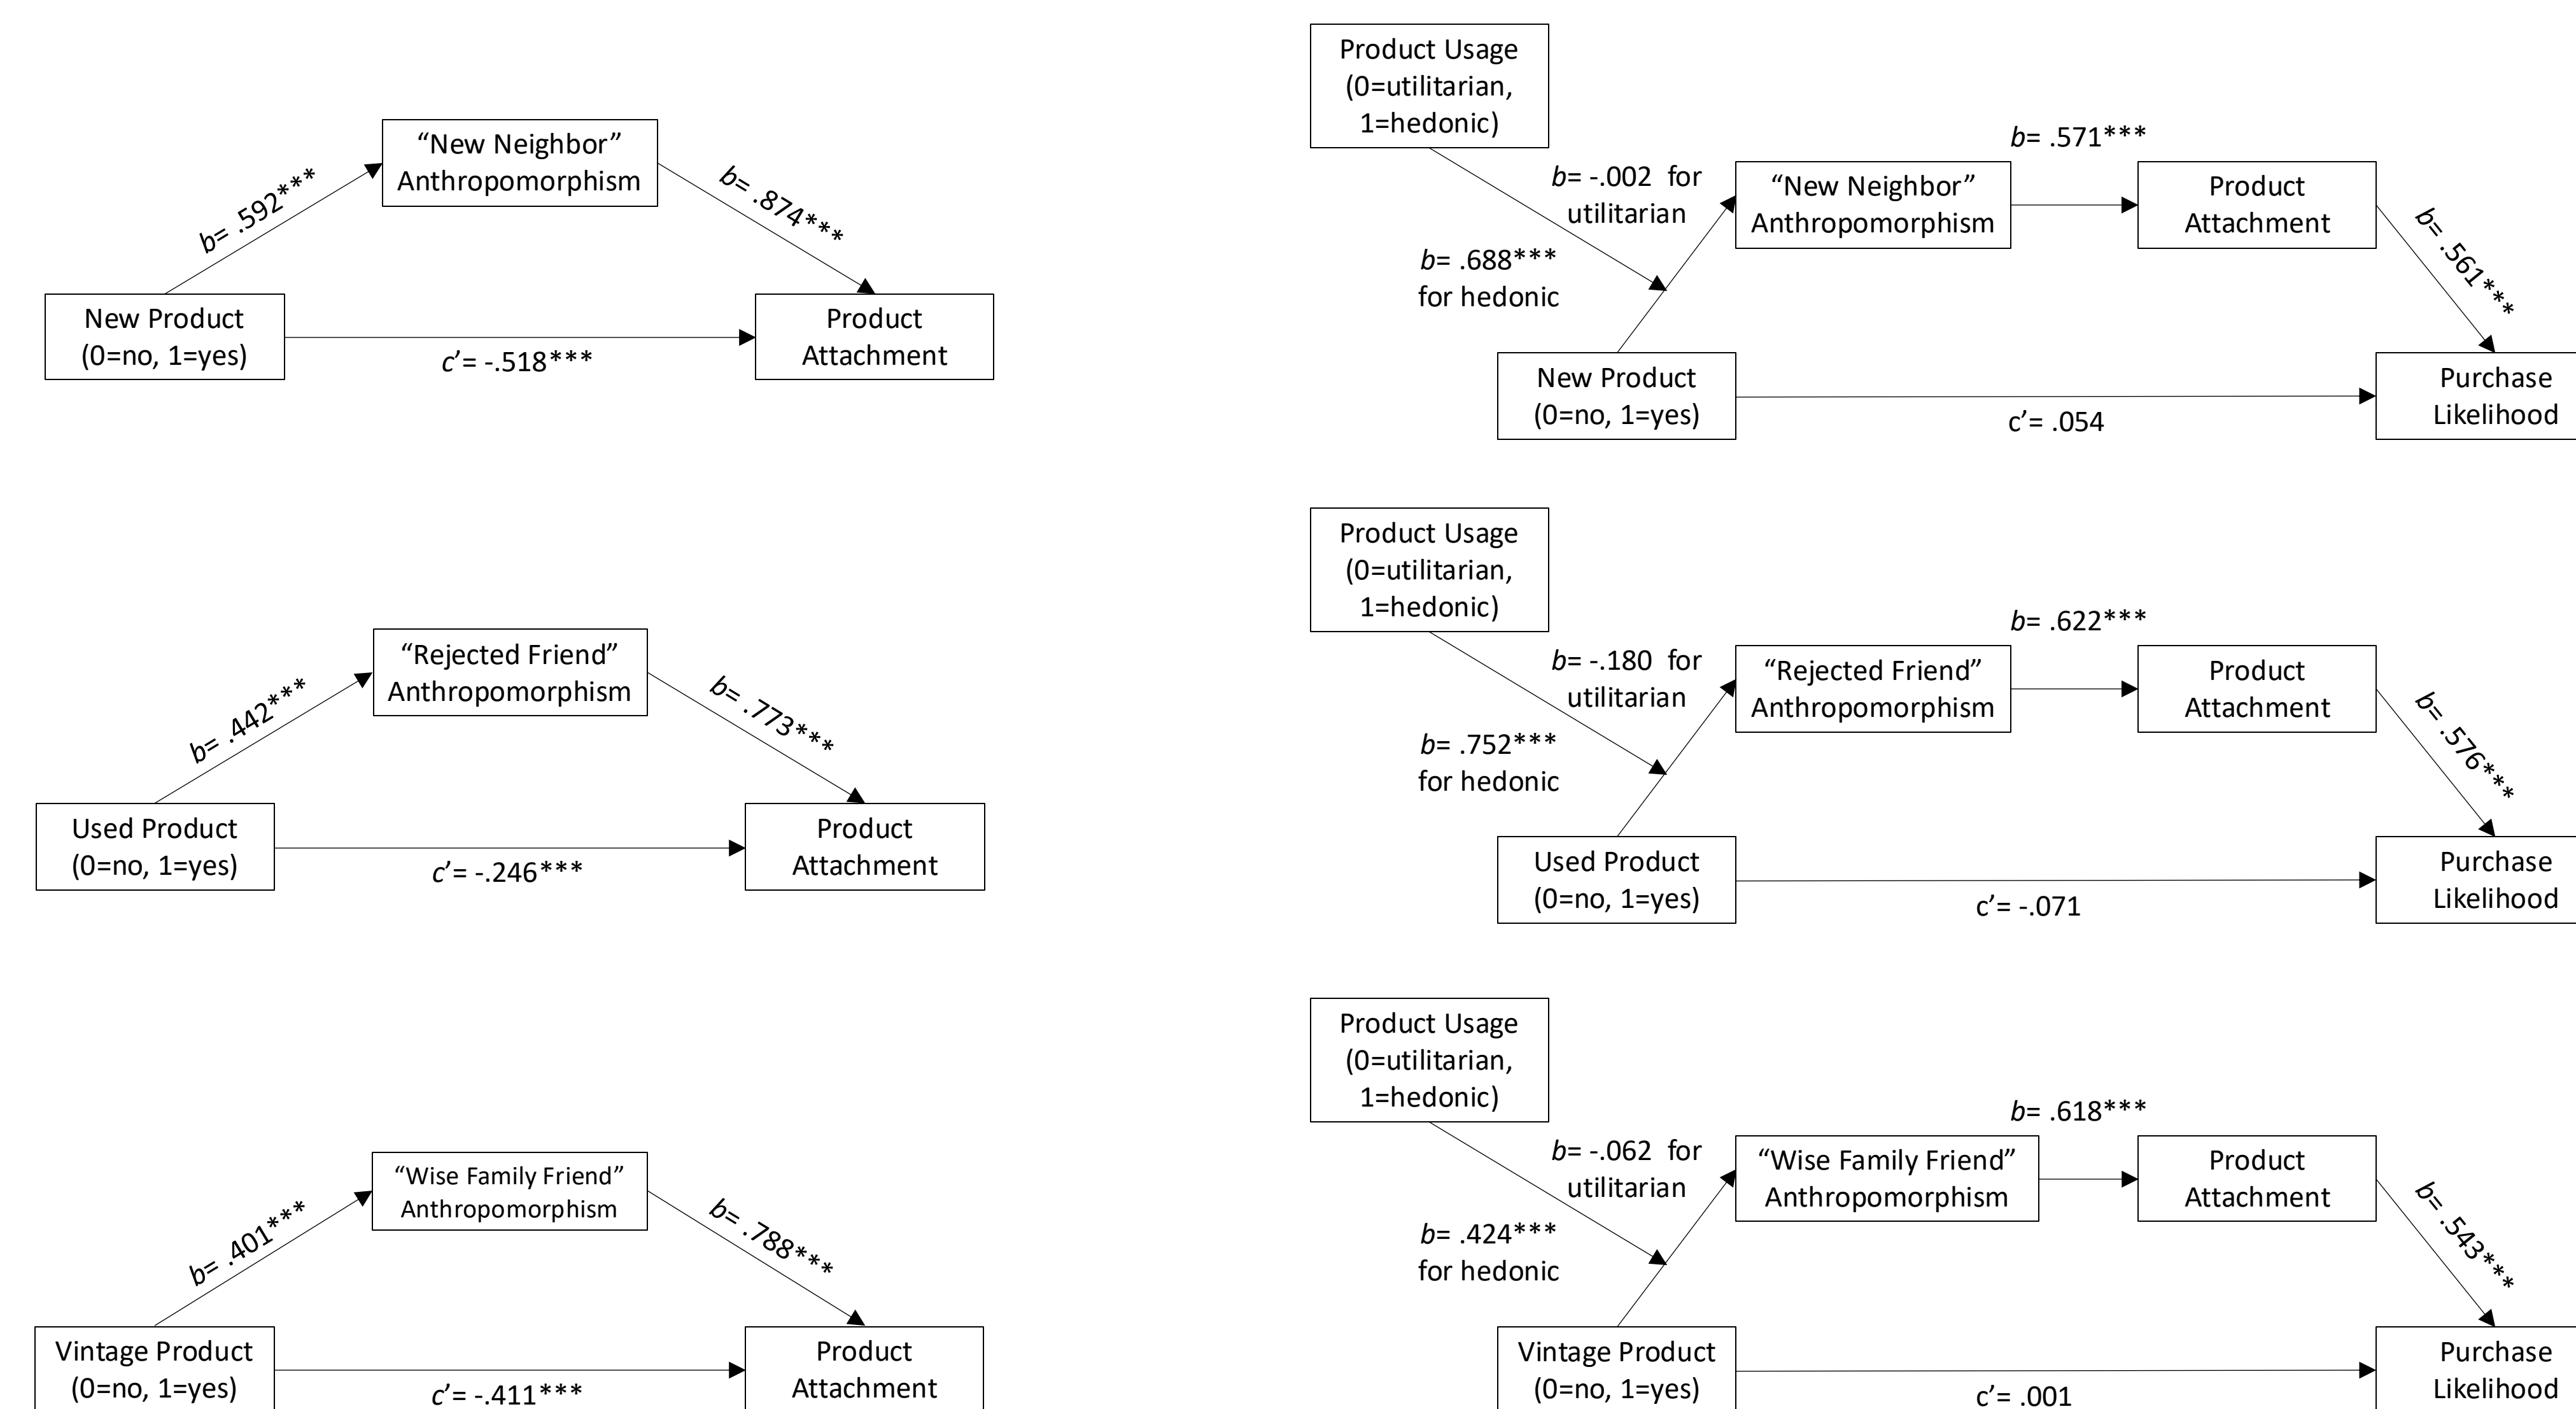 “New Neighbor”
Anthropomorphism
b= .592***
b= .874***
New Product
(0=no, 1=yes)
Product
Attachment
c’= -.518***
Product Usage
(0=utilitarian,
1=hedonic)
b= -.002 for
utilitarian
b= .688***
for hedonic
“New Neighbor”
Anthropomorphism
b= .571***
Product
Attachment
b= .561***
New Product
(0=no, 1=yes)
c’= .054
Purchase
Likelihood
“Rejected Friend”
Anthropomorphism
b= .442***
b= .773***
Used Product
(0=no, 1=yes)
Product
Attachment
c’= -.246***
Product Usage
(0=utilitarian,
1=hedonic)
b= -.180 for
utilitarian
b= .752***
for hedonic
“Rejected Friend”
Anthropomorphism
b= .622***
Product
Attachment
b= .576***
Used Product
(0=no, 1=yes)
c’= -.071
Purchase
Likelihood
“Wise Family Friend”
Anthropomorphism
b= .401***
b= .788***
Vintage Product
(0=no, 1=yes)
Product
Attachment
c’= -.411***
Product Usage
(0=utilitarian,
1=hedonic)
b= -.062 for
utilitarian
b= .424***
for hedonic
“Wise Family Friend”
Anthropomorphism
b= .618***
Product
Attachment
b= .543***
Vintage Product
(0=no, 1=yes)
c’= .001
Purchase
Likelihood